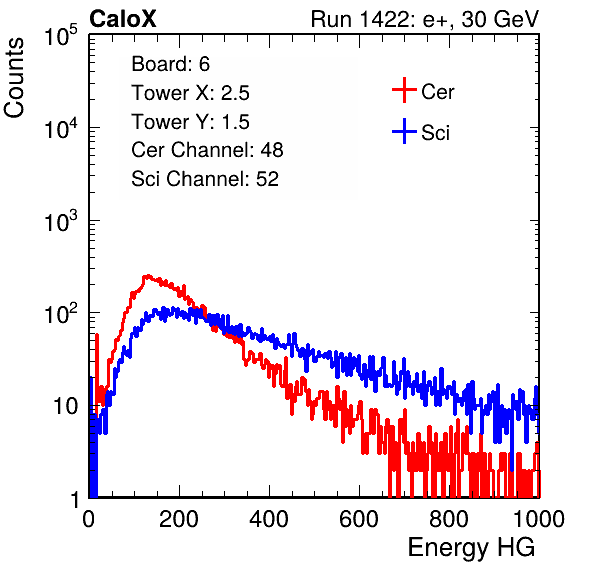 CaloX Run 1422: e+, 30 GeV
Counts
Board: 6
Tower X: 2.5
Tower Y: 1.5
Cer Channel: 48
Sci Channel: 52
Cer
Sci
10^5
10^4
10^3
10^2
10
1
0 200 400 600 800 1000
Energy HG